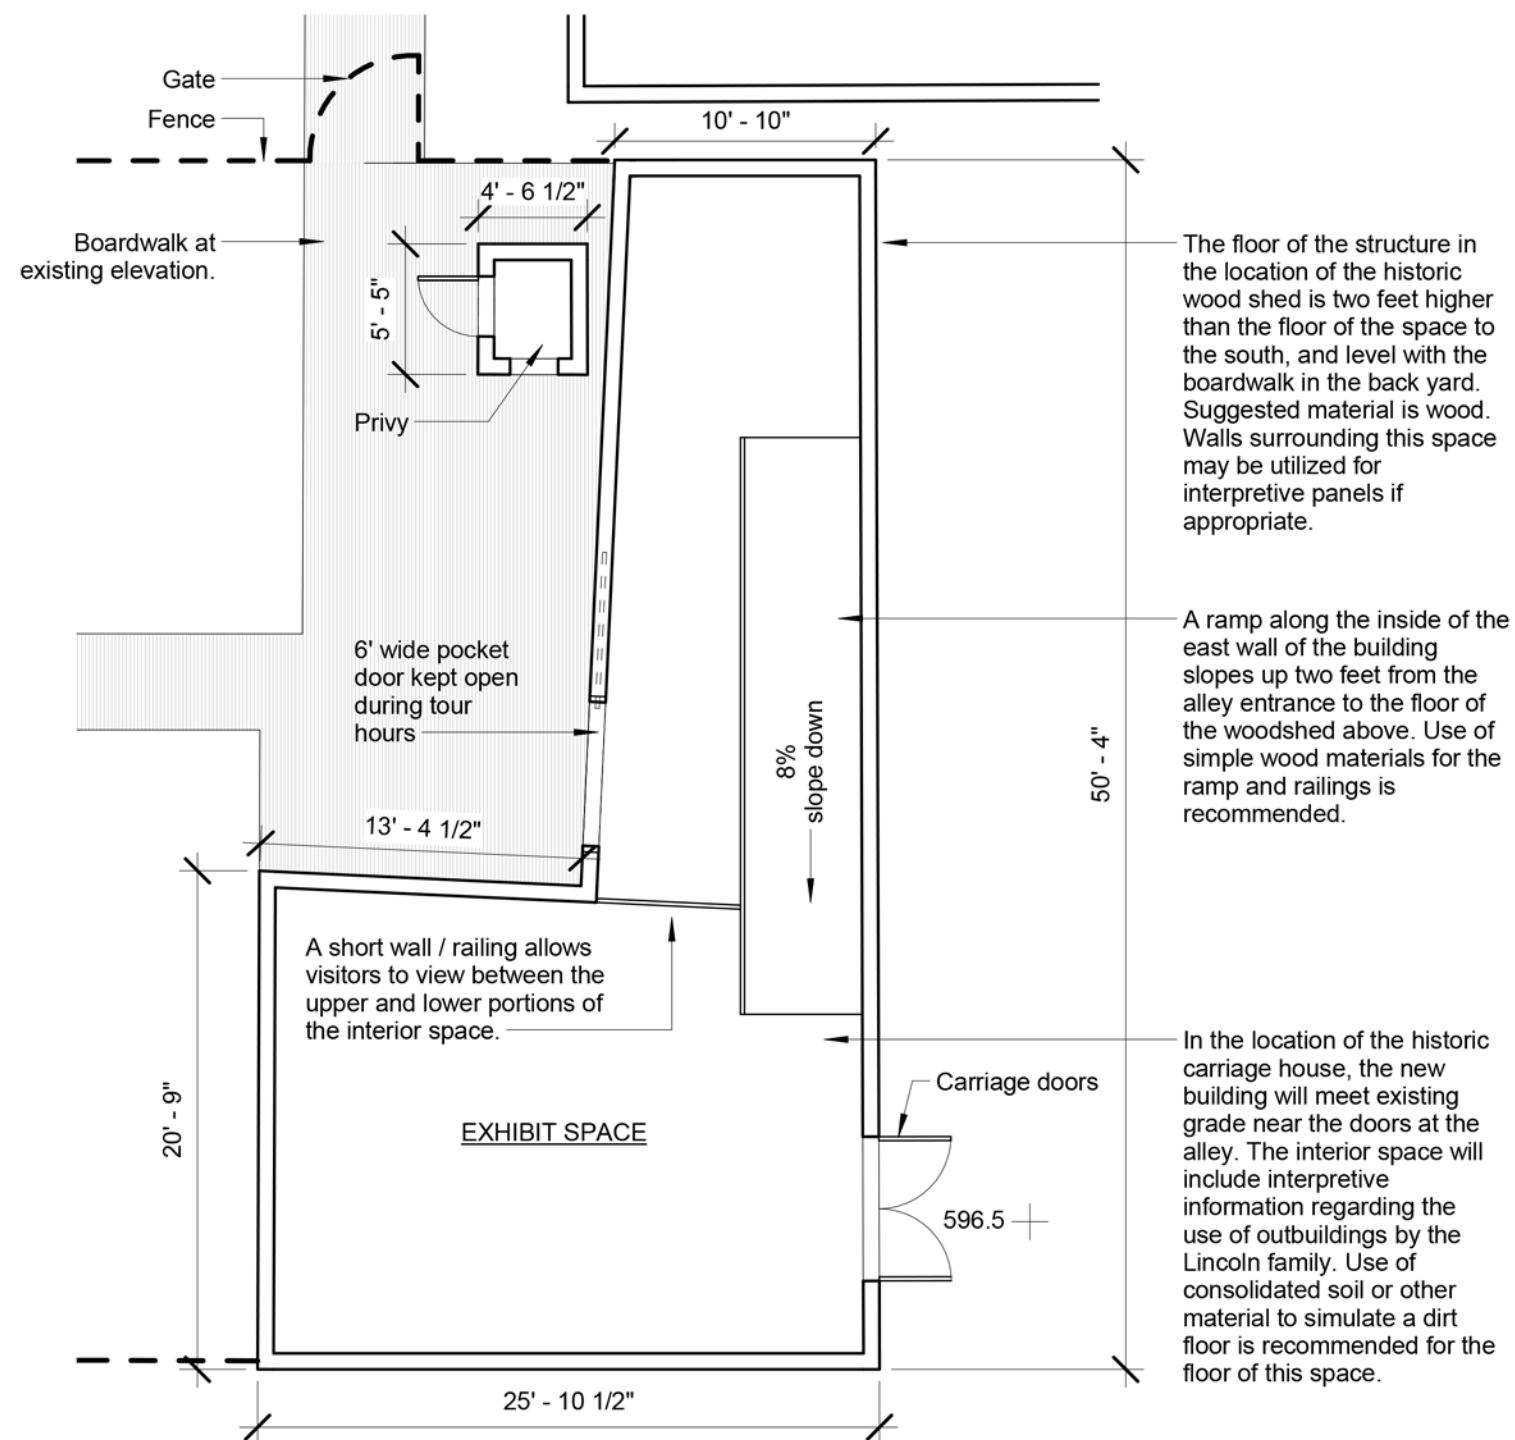 Gate
Fence
10' - 10"
4' - 6 1/2"
Boardwalk at
existing elevation.
5' - 5"
Privy
The floor of the structure in
the location of the historic
wood shed is two feet higher
than the floor of the space to
the south, and level with the
boardwalk in the back yard.
Suggested material is wood.
Walls surrounding this space
may be utilized for
interpretive panels if
appropriate.
6' wide pocket
door kept open
during tour
hours
A ramp along the inside of the
east wall of the building
slopes up two feet from the
alley entrance to the floor of
the woodshed above. Use of
simple wood materials for the
ramp and railings is
recommended.
8%
slope down
50' - 4"
13' - 4 1/2"
A short wall / railing allows
visitors to view between the
upper and lower portions of
the interior space.
20' - 9"
EXHIBIT SPACE
Carriage doors
596.5
In the location of the historic
carriage house, the new
building will meet existing
grade near the doors at the
alley. The interior space will
include interpretive
information regarding the
use of outbuildings by the
Lincoln family. Use of
consolidated soil or other
material to simulate a dirt
floor is recommended for the
floor of this space.
25' - 10 1/2"